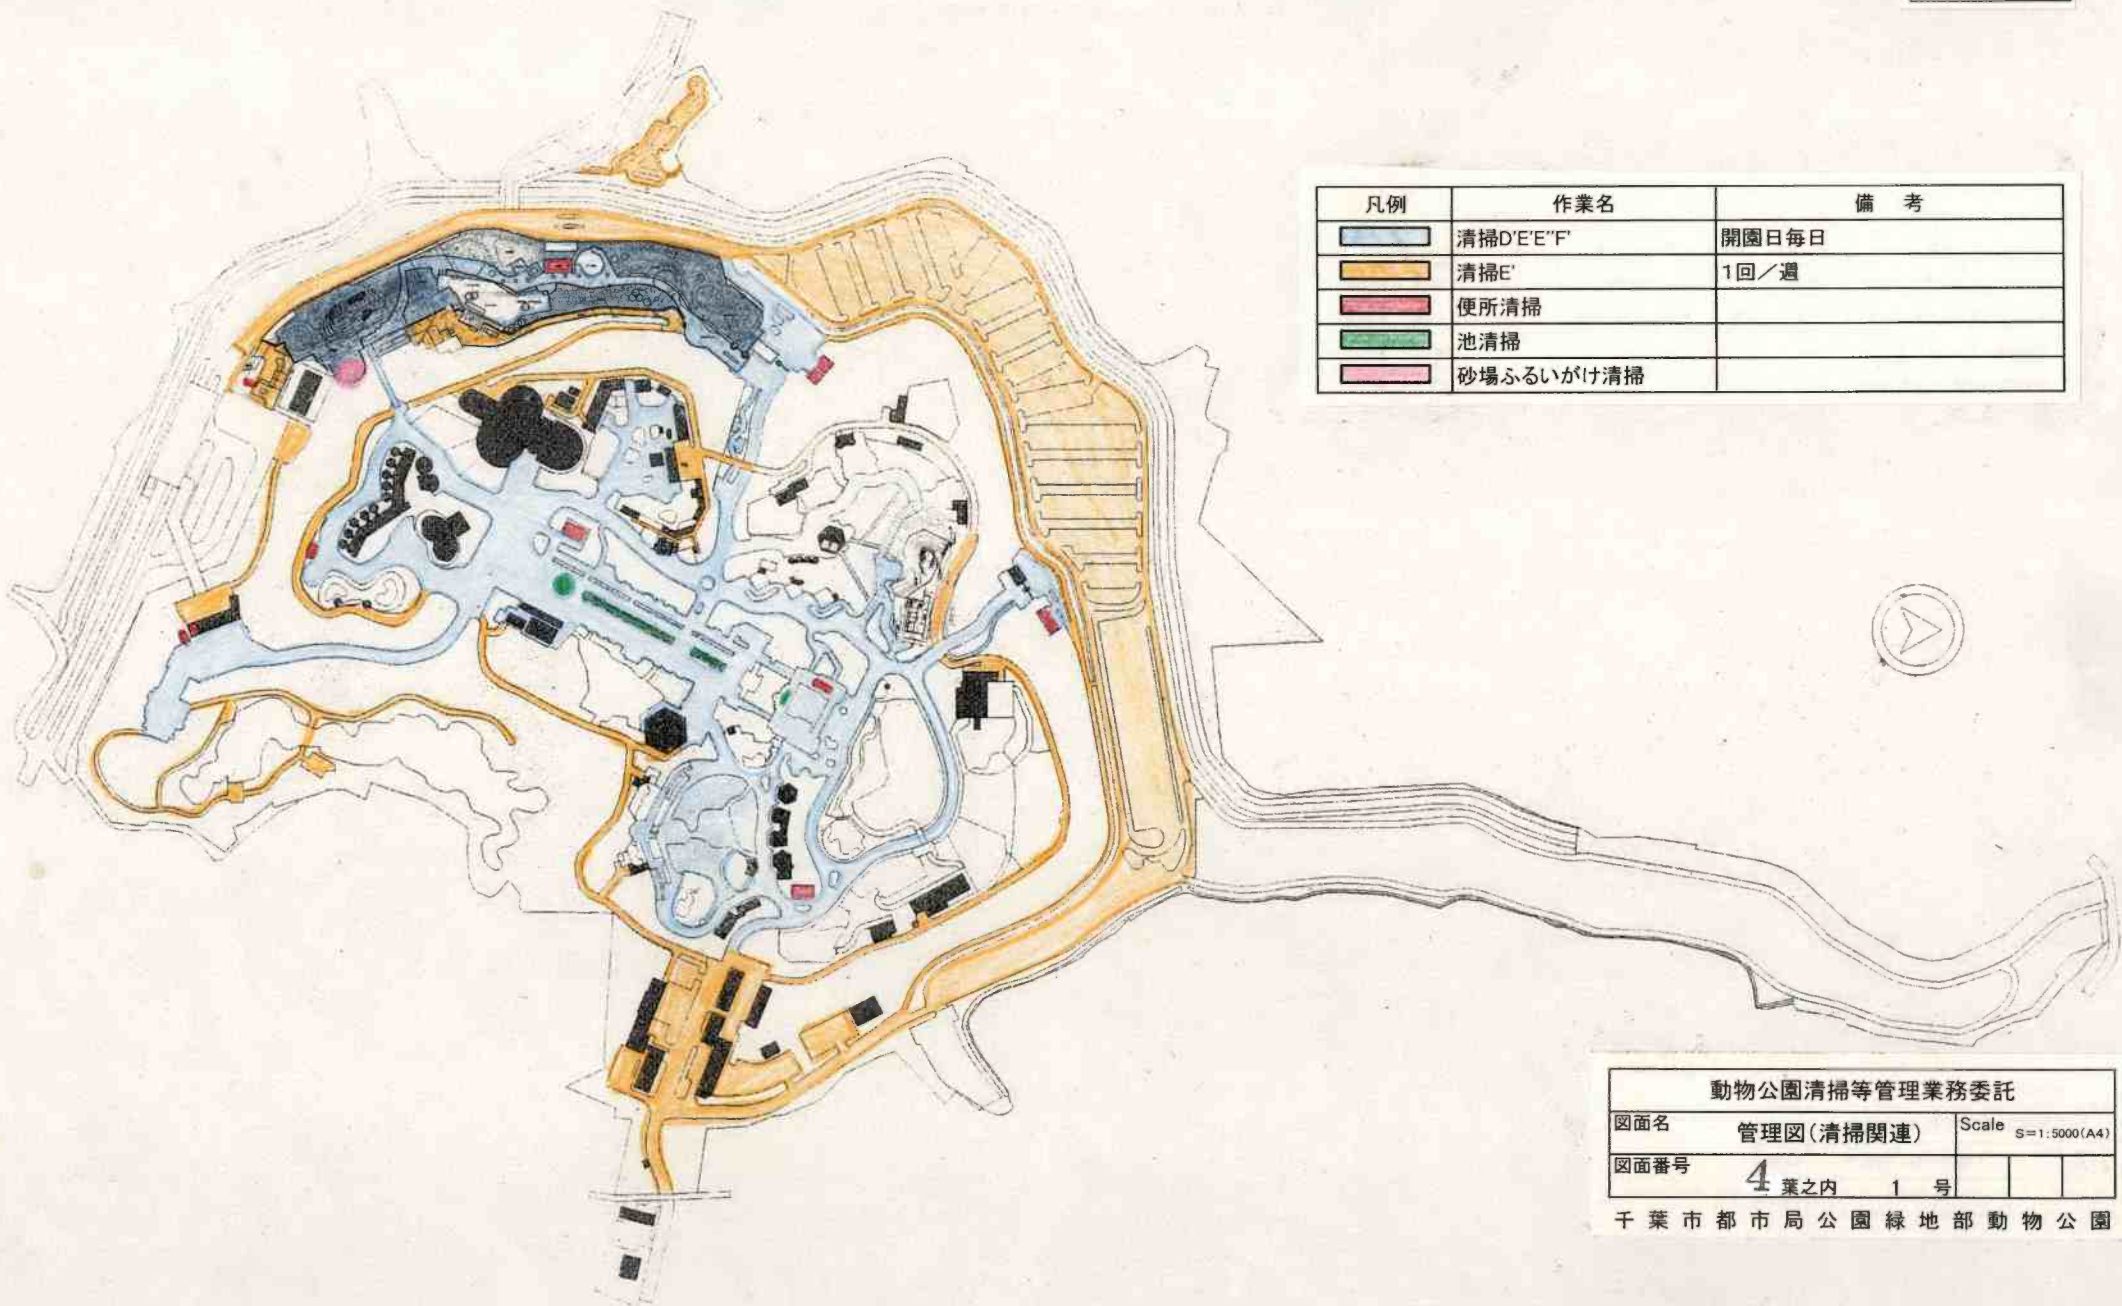 凡例 作業名 備 考
清掃D'E'E''F' 開園日毎日
清掃E' 1回／週
便所清掃
池清掃
砂場ふるいがけ清掃
動物公園清掃等管理業務委託
図面名 管理図(清掃関連) Scale S=1:5000(A4)
図面番号 4 葉之内 1 号
千葉市都市局公園緑地部動物公園